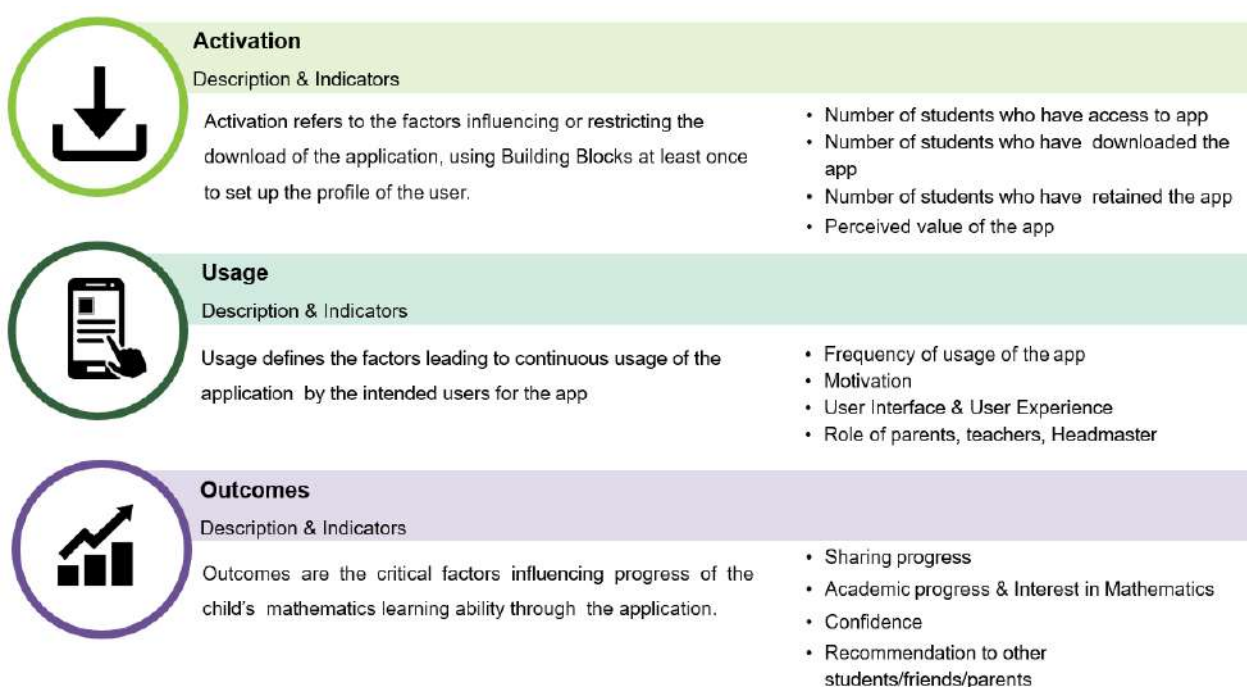 Activation
Description & Indicators
Activation refers to the factors influencing or restricting the
download of the application, using Building Blocks at least once
to set up the profile of the user.
• Number of students who have access to app
• Number of students who have downloaded the
app
• Number of students who have retained the app
• Perceived value of the app
Usage
Description & Indicators
Usage defines the factors leading to continuous usage of the
application by the intended users for the app
• Frequency of usage of the app
• Motivation
• User Interface & User Experience
• Role of parents, teachers, Headmaster
Outcomes
Description & Indicators
Outcomes are the critical factors influencing progress of the
child's mathematics learning ability through the application.
• Sharing progress
• Academic progress & Interest in Mathematics
• Confidence
• Recommendation to other
students/friends/parents